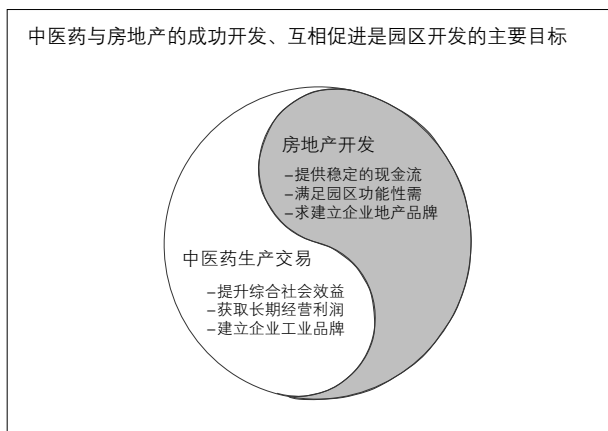 中医药与房地产的成功开发、互相促进是园区开发的主要目标
房地产开发
–提供稳定的现金流
–满足园区功能性需
–求建立企业地产品牌
中医药生产交易
–提升综合社会效益
–获取长期经营利润
–建立企业工业品牌